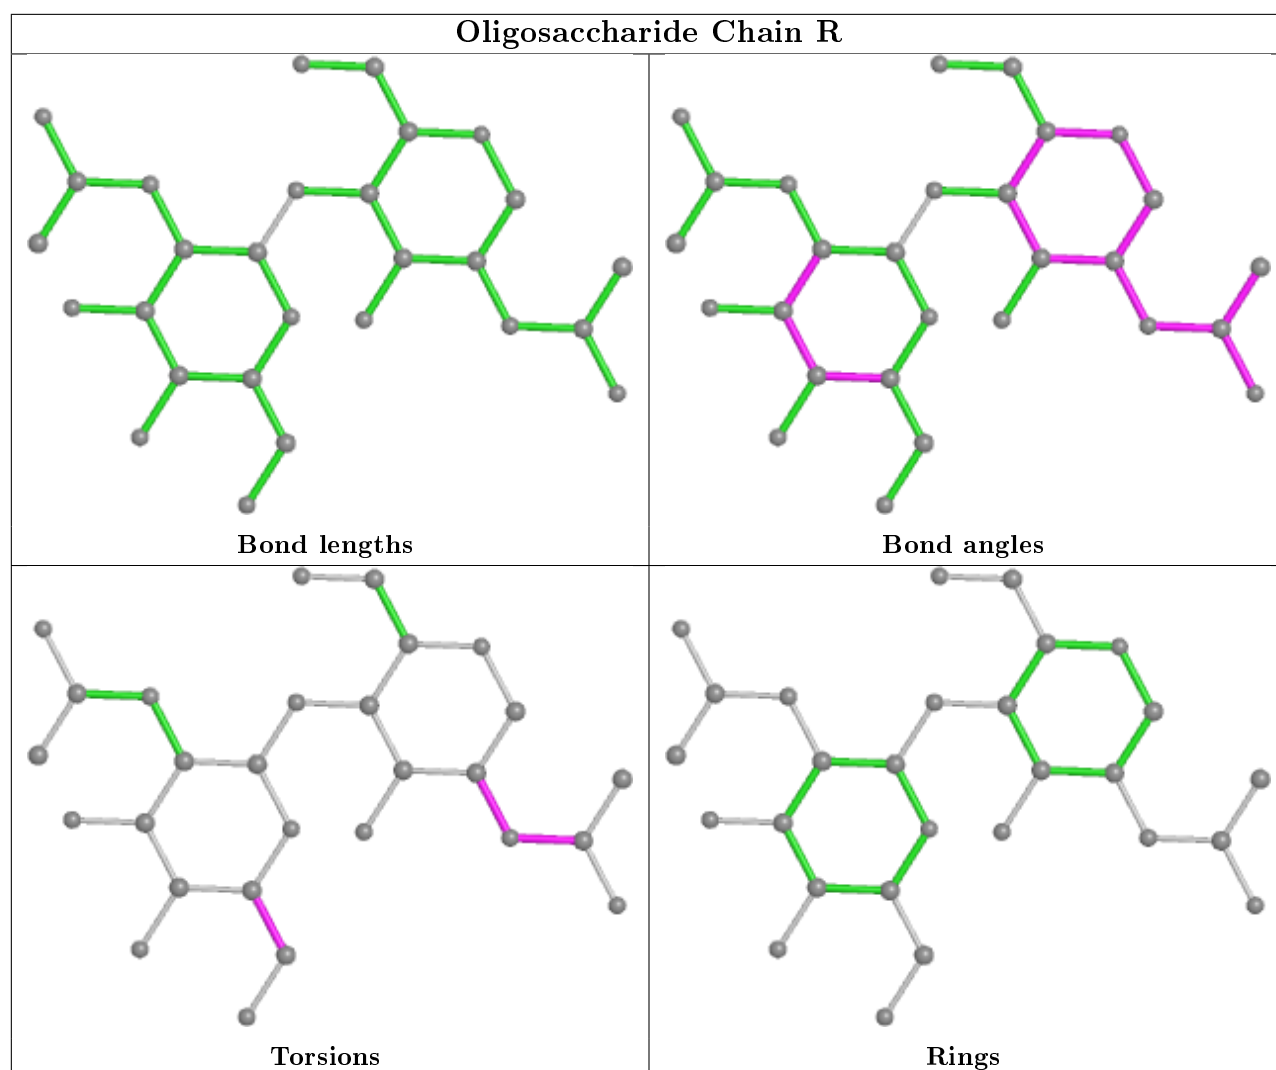 Oligosaccharide Chain R
Bond lengths
Bond angles
Torsions
Rings